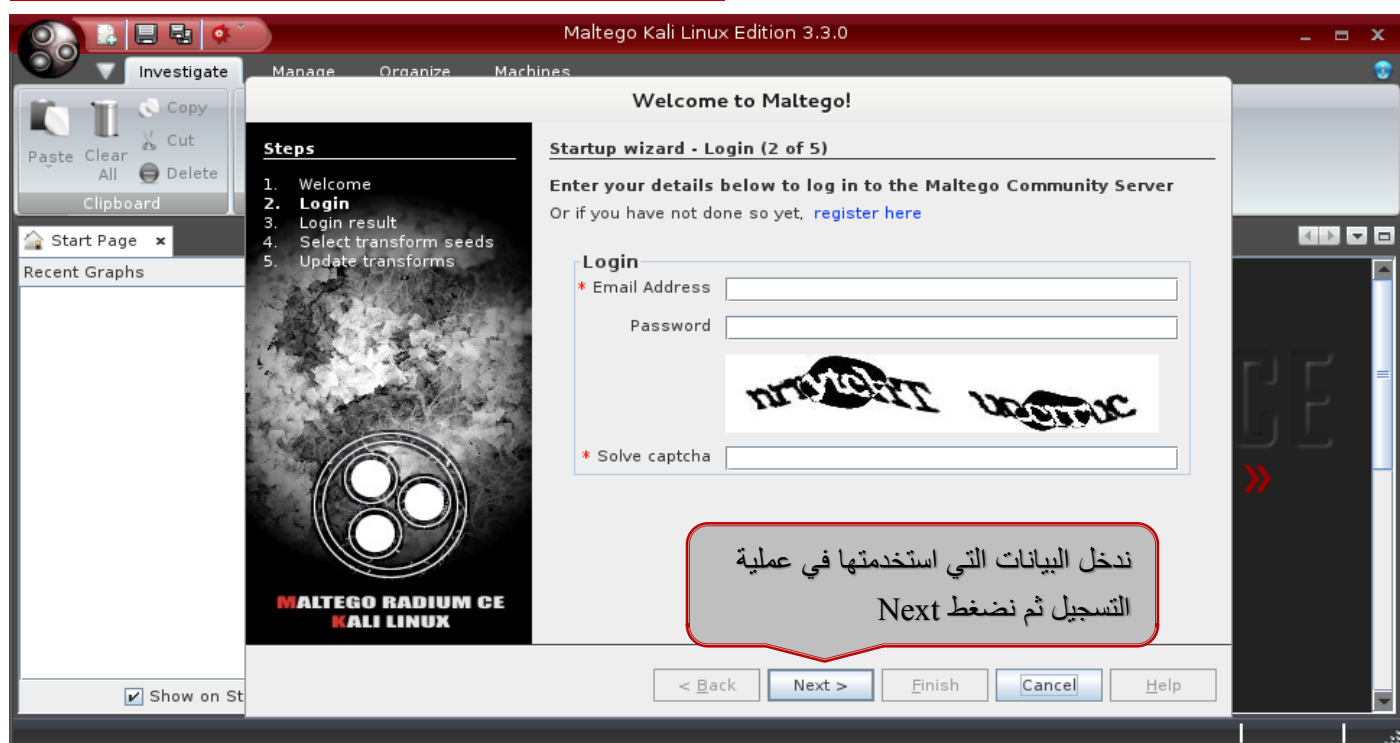 Maltego Kali Linux Edition 3.3.0
Investigate Manage Organize Machines
Paste
Clear All
Copy
Cut
Delete
Clipboard
Start Page
Recent Graphs
Show on St
Welcome to Maltego!
Steps
1. Welcome
2. Login
3. Login result
4. Select transform seeds
5. Update transforms
MALTEGO RADIUM CE
KALI LINUX
Startup wizard - Login (2 of 5)
Enter your details below to log in to the Maltego Community Server
Or if you have not done so yet, register here
Login
* Email Address
Password
* Solve captcha
ندخل البيانات التي استخدمتها في عملية
التسجيل ثم نضغط Next
< Back Next > Finish Cancel Help
CE